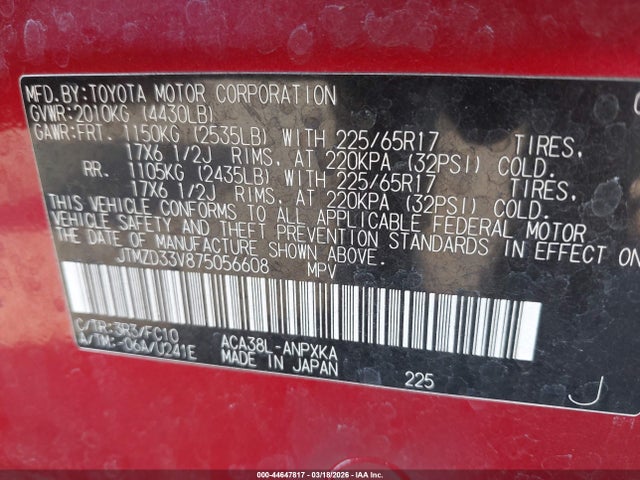 MFD.BY:TOYOTA MOTOR CORPORATION
GVWR:2010KG (4430LB)
GAWR:FRT. 1150KG (2535LB) WITH 225/65R17 TIRES,
17X6 1/2J RIMS. AT 220KPA (32PSI) COLD.
RR. 1105KG (2435LB) WITH 225/65R17 TIRES,
17X6 1/2J RIMS. AT 220KPA (32PSI) COLD.
THIS VEHICLE CONFORMS TO ALL APPLICABLE FEDERAL MOTOR
VEHICLE SAFETY AND THEFT PREVENTION STANDARDS IN EFFECT ON
THE DATE OF MANUFACTURE SHOWN ABOVE.
JTMZD33V875056608 MPV
C/TR:3R3/FC10 ACA38L-ANPXKA
A/TM:-06A/U241E MADE IN JAPAN
225 J
000-44647817 | 03/18/2026 | © IAA, Inc.